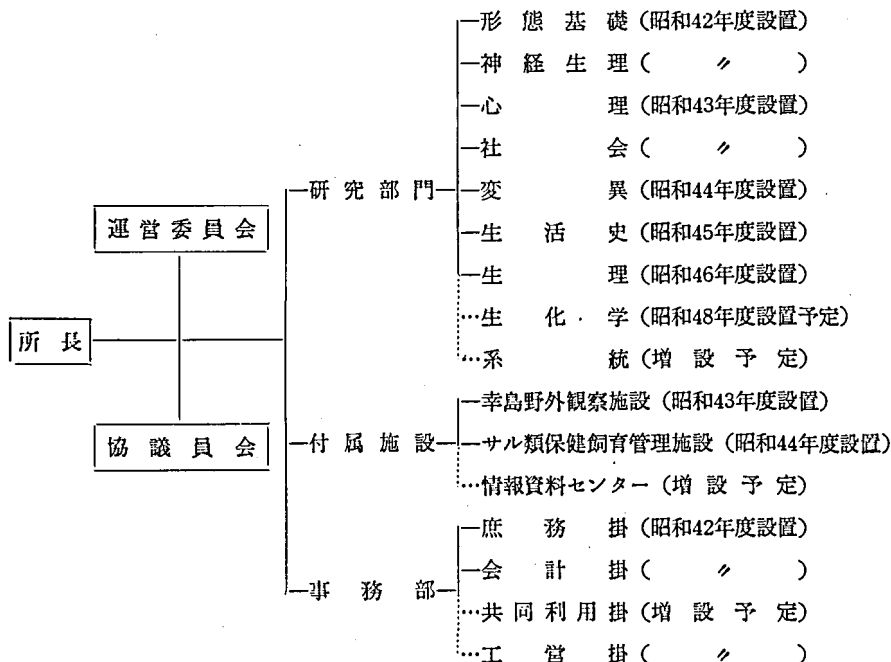 形態基礎（昭和42年度設置）
神経生理（　〃　）
心理（昭和43年度設置）
社会（　〃　）
研究部門
変異（昭和44年度設置）
運営委員会
生活史（昭和45年度設置）
生理（昭和46年度設置）
生化学（昭和48年度設置予定）
所長
系統（増設予定）
幸島野外観察施設（昭和43年度設置）
協議員会
付属施設
サル類保健飼育管理施設（昭和44年度設置）
情報資料センター（増設予定）
庶務掛（昭和42年度設置）
会計掛（　〃　）
事務部
共同利用掛（増設予定）
工営掛（　〃　）